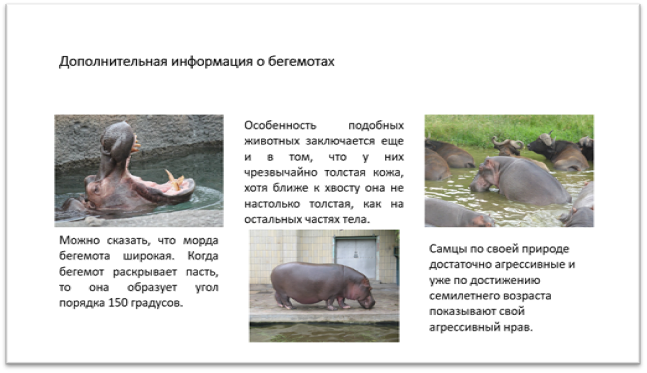 Дополнительная информация о бегемотах
Можно сказать, что морда
бегемота широкая. Когда
бегемот раскрывает пасть,
то она образует угол
порядка 150 градусов.
Особенность подобных
животных заключается еще
и в том, что у них
чрезвычайно толстая кожа,
хотя ближе к хвосту она не
настолько толстая, как на
остальных частях тела.
Самцы по своей природе
достаточно агрессивные и
уже по достижению
семилетнего возраста
показывают свой
агрессивный нрав.